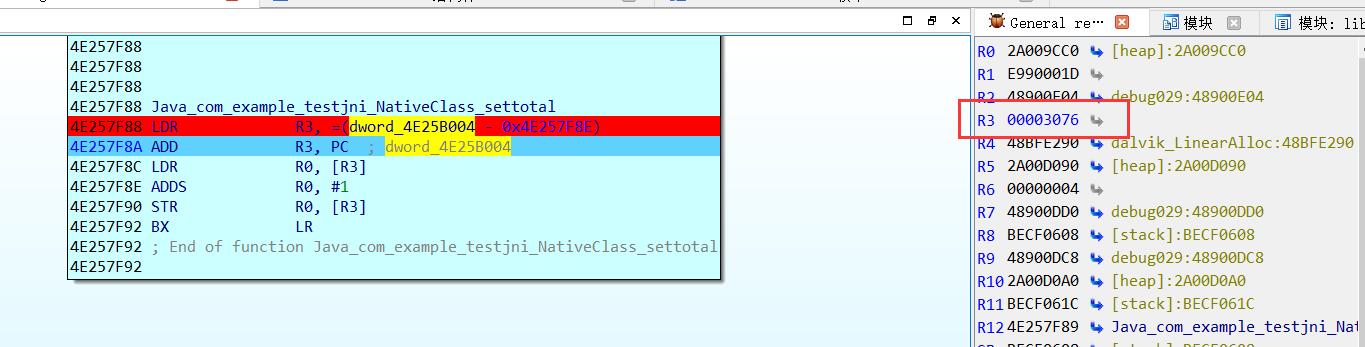 General re…
模块
模块: lib
4E257F88
4E257F88
4E257F88
4E257F88 Java_com_example_testjni_NativeClass_settotal
4E257F88 LDR R3, =(dword_4E25B004 - 0x4E257F8E)
4E257F8A ADD R3, PC ; dword_4E25B004
4E257F8C LDR R0, [R3]
4E257F8E ADDS R0, #1
4E257F90 STR R0, [R3]
4E257F92 BX LR
4E257F92 ; End of function Java_com_example_testjni_NativeClass_settotal
4E257F92
R0 2A009CC0 [heap]:2A009CC0
R1 E990001D
R2 48900E04 debug029:48900E04
R3 00003076
R4 48BFE290 dalvik_LinearAlloc:48BFE290
R5 2A00D090 [heap]:2A00D090
R6 00000004
R7 48900DD0 debug029:48900DD0
R8 BECF0608 [stack]:BECF0608
R9 48900DC8 debug029:48900DC8
R10 2A00D0A0 [heap]:2A00D0A0
R11 BECF061C [stack]:BECF061C
R12 4E257F89 Java_com_example_testjni_Nat